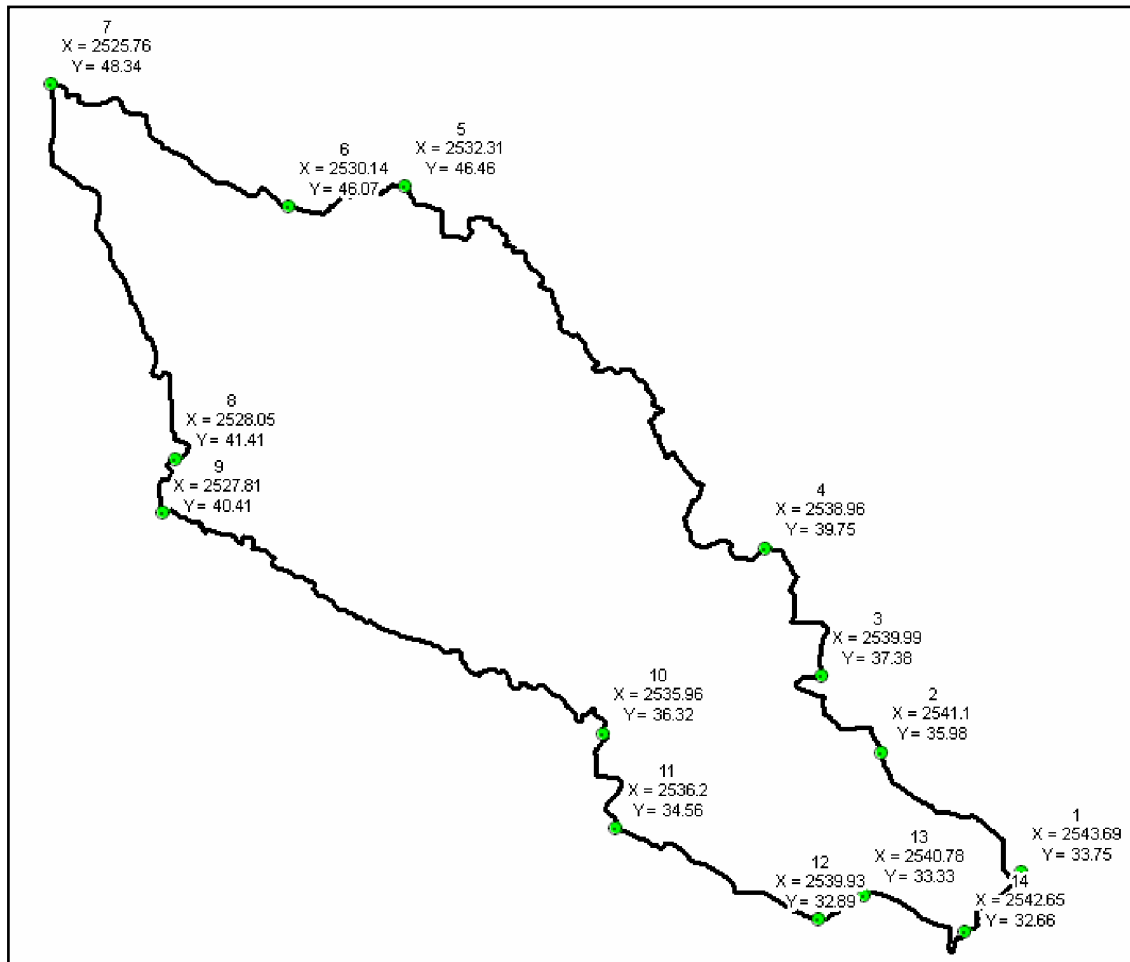 7
X = 2525.76
Y = 48.34
6
X = 2530.14
Y = 46.07
5
X = 2532.31
Y = 46.46
8
X = 2528.05
Y = 41.41
9
X = 2527.81
Y = 40.41
4
X = 2538.96
Y = 39.75
3
X = 2539.99
Y = 37.38
10
X = 2535.96
Y = 36.32
2
X = 2541.1
Y = 35.98
11
X = 2536.2
Y = 34.56
1
X = 2543.69
Y = 33.75
12
X = 2539.93
Y = 32.89
13
X = 2540.78
Y = 33.33
14
X = 2542.65
Y = 32.66